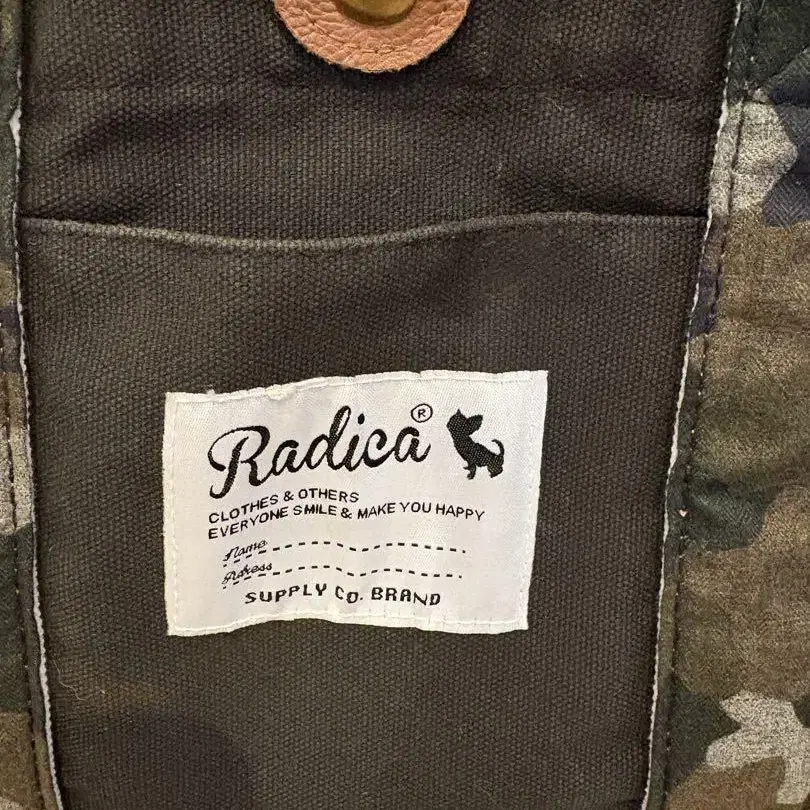 Radica®
CLOTHES & OTHERS
EVERYONE SMILE & MAKE YOU HAPPY
Name
Adress
SUPPLY CO. BRAND